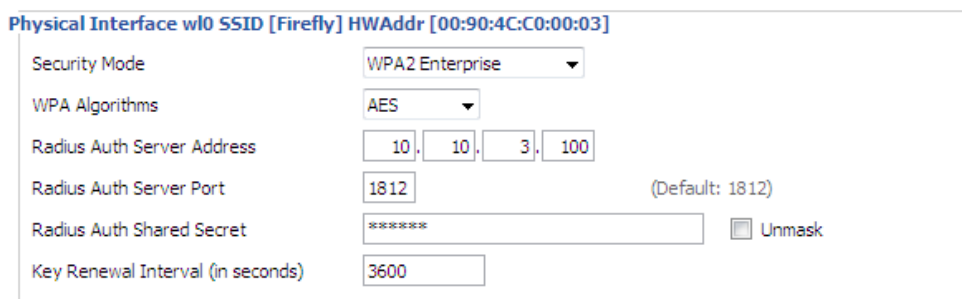 Physical Interface wl0 SSID [Firefly] HWAddr [00:90:4C:C0:00:03]
Security Mode WPA2 Enterprise
WPA Algorithms AES
Radius Auth Server Address 10. 10. 3. 100
Radius Auth Server Port 1812 (Default: 1812)
Radius Auth Shared Secret ****** Unmask
Key Renewal Interval (in seconds) 3600